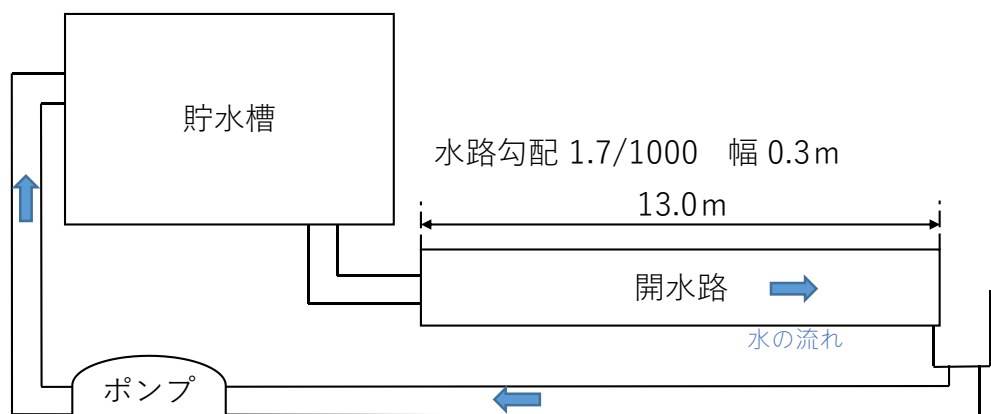 貯水槽
水路勾配 1.7/1000　幅 0.3ｍ
13.0ｍ
開水路
水の流れ
ポンプ